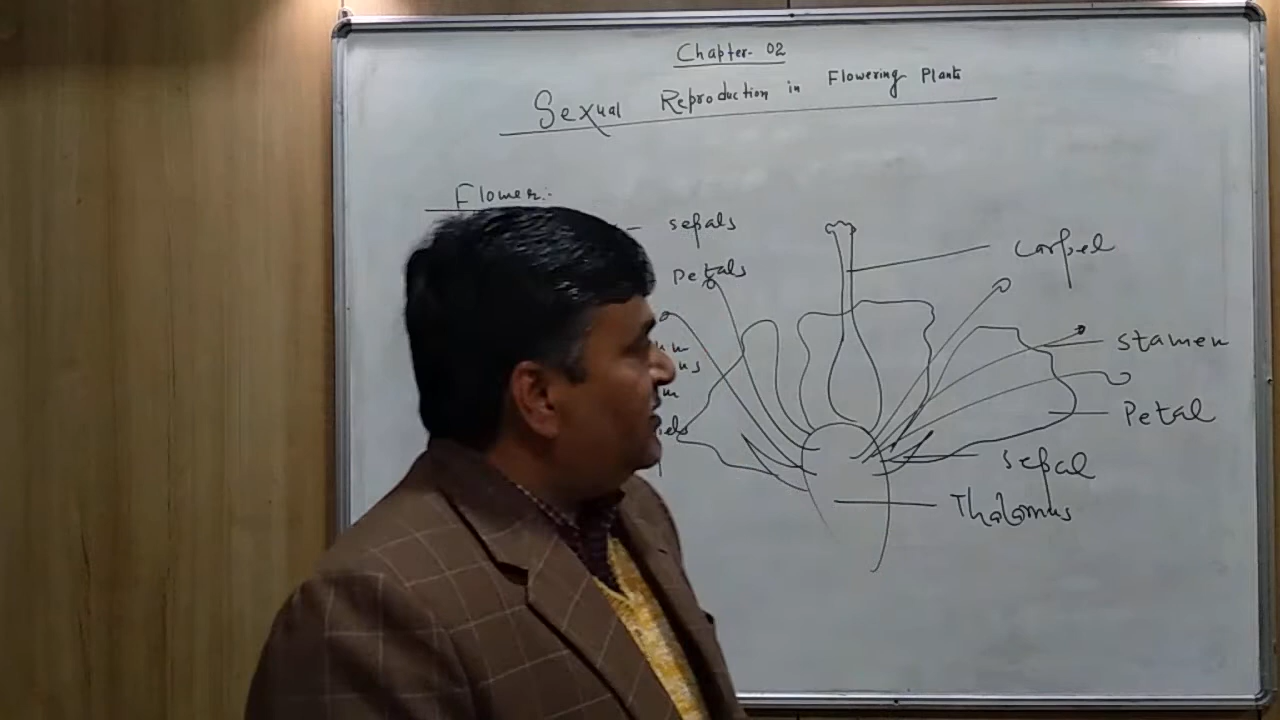 Chapter- 02
Sexual Reproduction in Flowering Plants
Flower:-
- sepals
Petals
Carpel
Stamen
Petal
Sepal
Thalamus